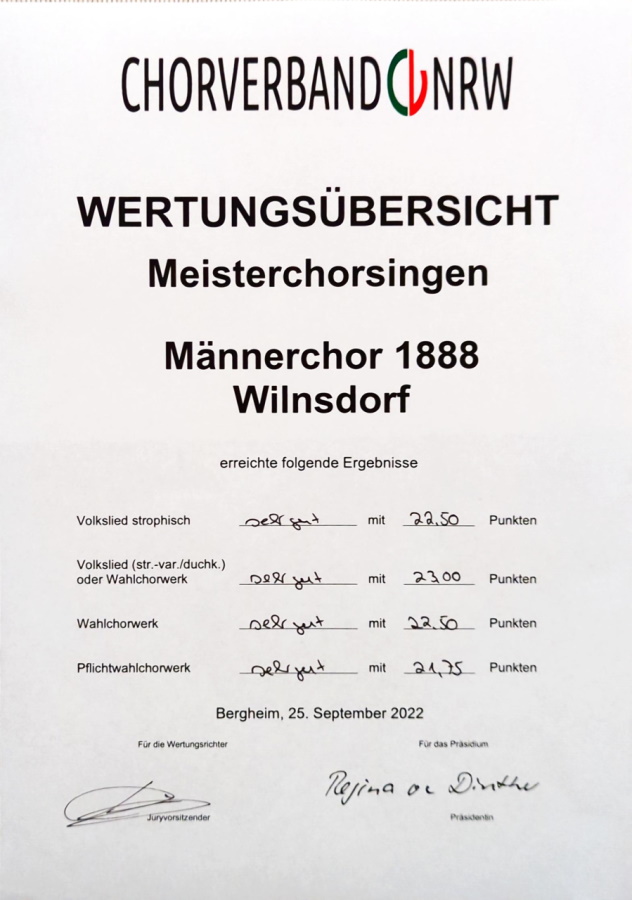 CHORVERBAND NRW
WERTUNGSÜBERSICHT
Meisterchorsingen
Männerchor 1888
Wilnsdorf
erreichte folgende Ergebnisse
Volkslied strophisch sehr gut mit 22,50 Punkten
Volkslied (str.-var./duchk.)
oder Wahlchorwerk sehr gut mit 23,00 Punkten
Wahlchorwerk sehr gut mit 22,50 Punkten
Pflichtwahlchorwerk sehr gut mit 21,75 Punkten
Bergheim, 25. September 2022
Für die Wertungsrichter Für das Präsidium
Regina
Juryvorsitzender Präsidentin